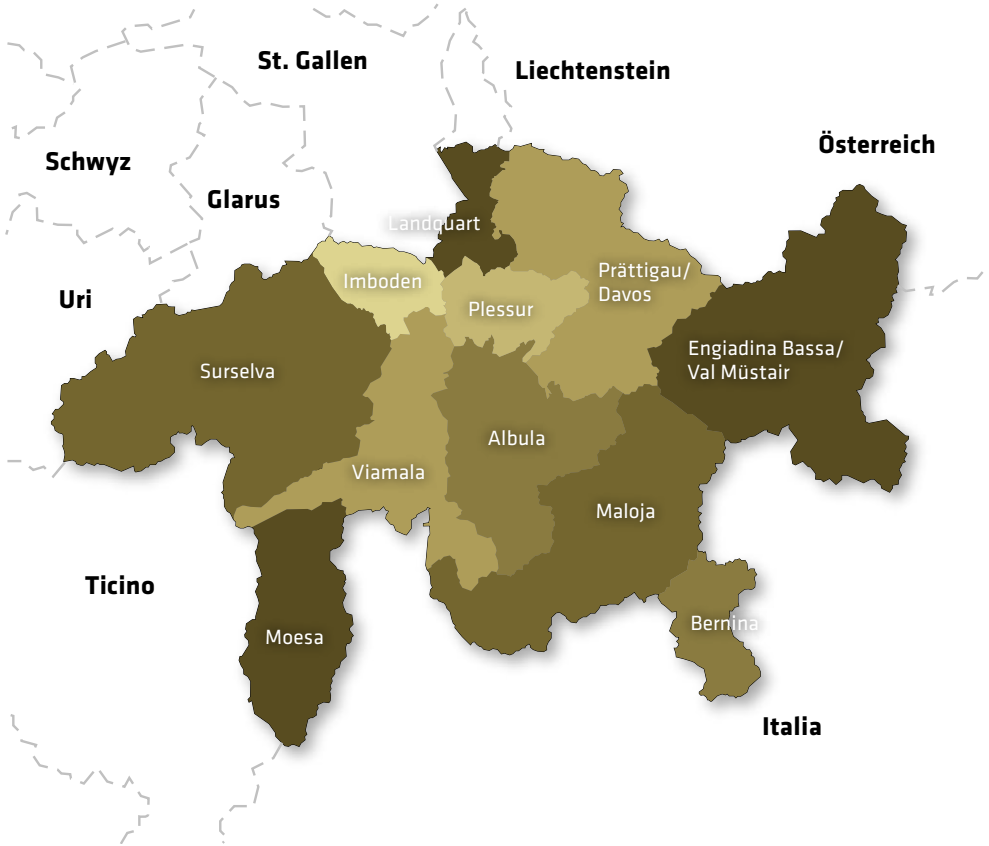 St. Gallen
Liechtenstein
Österreich
Schwyz
Glarus
Landquart
Imboden
Prättigau/
Davos
Uri
Plessur
Engiadina Bassa/
Val Müstair
Surselva
Albula
Viamala
Maloja
Ticino
Bernina
Moesa
Italia